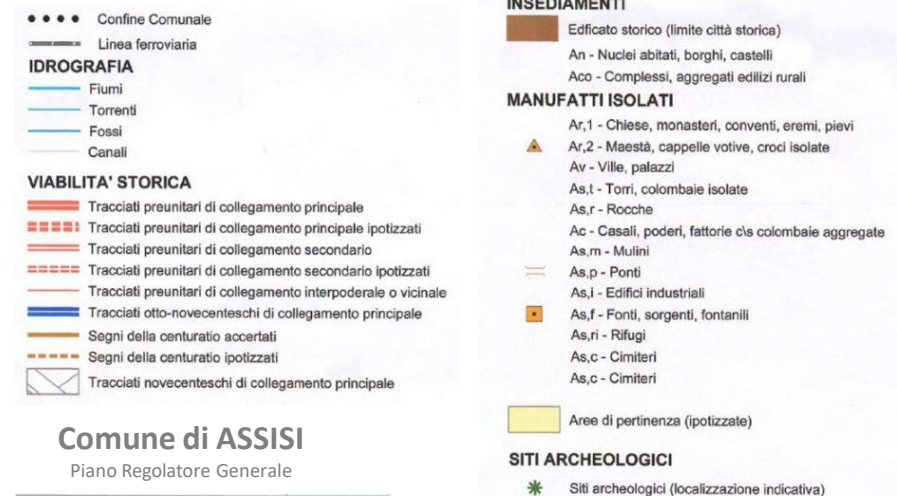 Confine Comunale
Linea ferroviaria
IDROGRAFIA
Fiumi
Torrenti
Fossi
Canali
VIABILITA' STORICA
Tracciati preunitari di collegamento principale
Tracciati preunitari di collegamento principale ipotizzati
Tracciati preunitari di collegamento secondario
Tracciati preunitari di collegamento secondario ipotizzati
Tracciati preunitari di collegamento interpoderale o vicinale
Tracciati otto-novecenteschi di collegamento principale
Segni della centuratio accertati
Segni della centuratio ipotizzati
Tracciati novecenteschi di collegamento principale
Comune di ASSISI
Piano Regolatore Generale
INSEDIAMENTI
Edificato storico (limite città storica)
An - Nuclei abitati, borghi, castelli
Aco - Complessi, aggregati edilizi rurali
MANUFATTI ISOLATI
Ar,1 - Chiese, monasteri, conventi, eremi, pievi
Ar,2 - Maestà, cappelle votive, croci isolate
Av - Ville, palazzi
As,t - Torri, colombaie isolate
As,r - Rocche
Ac - Casali, poderi, fattorie c\s colombaie aggregate
As,m - Mulini
As,p - Ponti
As,i - Edifici industriali
As,f - Fonti, sorgenti, fontanili
As,ri - Rifugi
As,c - Cimiteri
As,c - Cimiteri
Aree di pertinenza (ipotizzate)
SITI ARCHEOLOGICI
Siti archeologici (localizzazione indicativa)